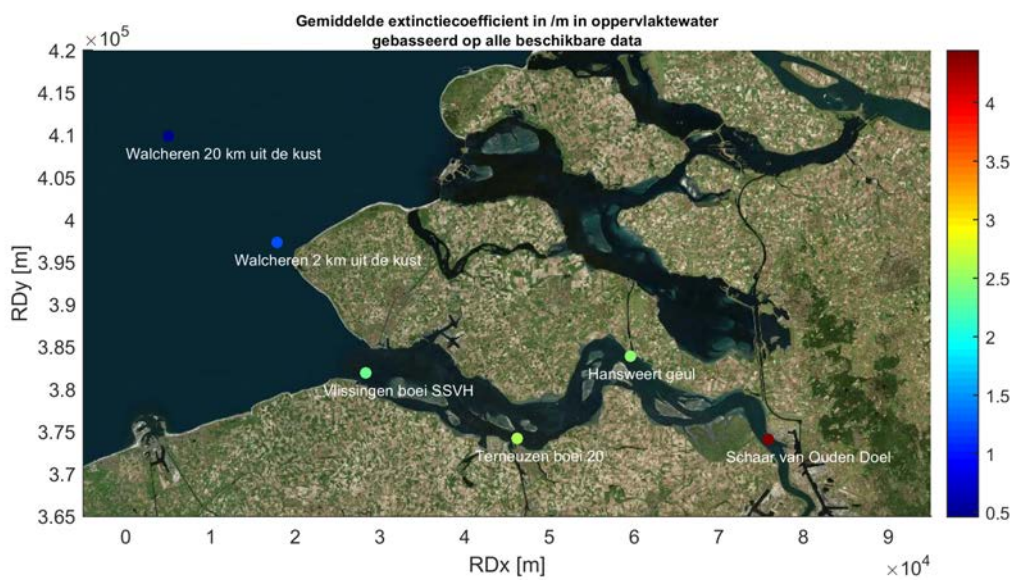 Gemiddelde extinctiecoefficient in /m in oppervlaktewater
gebasseerd op alle beschikbare data
×10⁵
4.2
4.15
4.1
4.05
4
3.95
3.9
3.85
3.8
3.75
3.7
3.65
RDy [m]
Walcheren 20 km uit de kust
Walcheren 2 km uit de kust
Vlissingen boei SSVH
Hansweert geul
Terneuzen boei 20
Schaar van Ouden Doel
4
3.5
3
2.5
2
1.5
1
0.5
0 1 2 3 4 5 6 7 8 9
RDx [m]
×10⁴